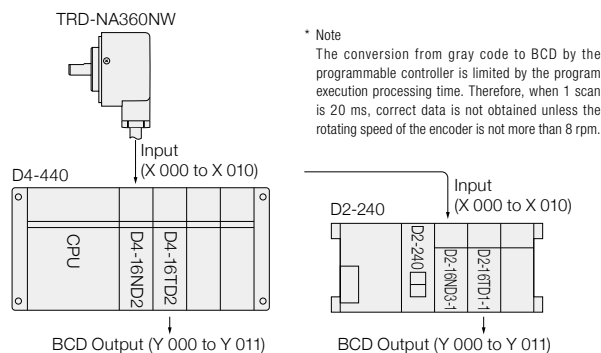 TRD-NA360NW
Input
(X 000 to X 010)
D4-440
CPU
D4-16ND2
D4-16TD2
BCD Output (Y 000 to Y 011)
* Note
The conversion from gray code to BCD by the
programmable controller is limited by the program
execution processing time. Therefore, when 1 scan
is 20 ms, correct data is not obtained unless the
rotating speed of the encoder is not more than 8 rpm.
Input
(X 000 to X 010)
D2-240
D2-240
D2-16ND3-1
D2-16TD1-1
BCD Output (Y 000 to Y 011)